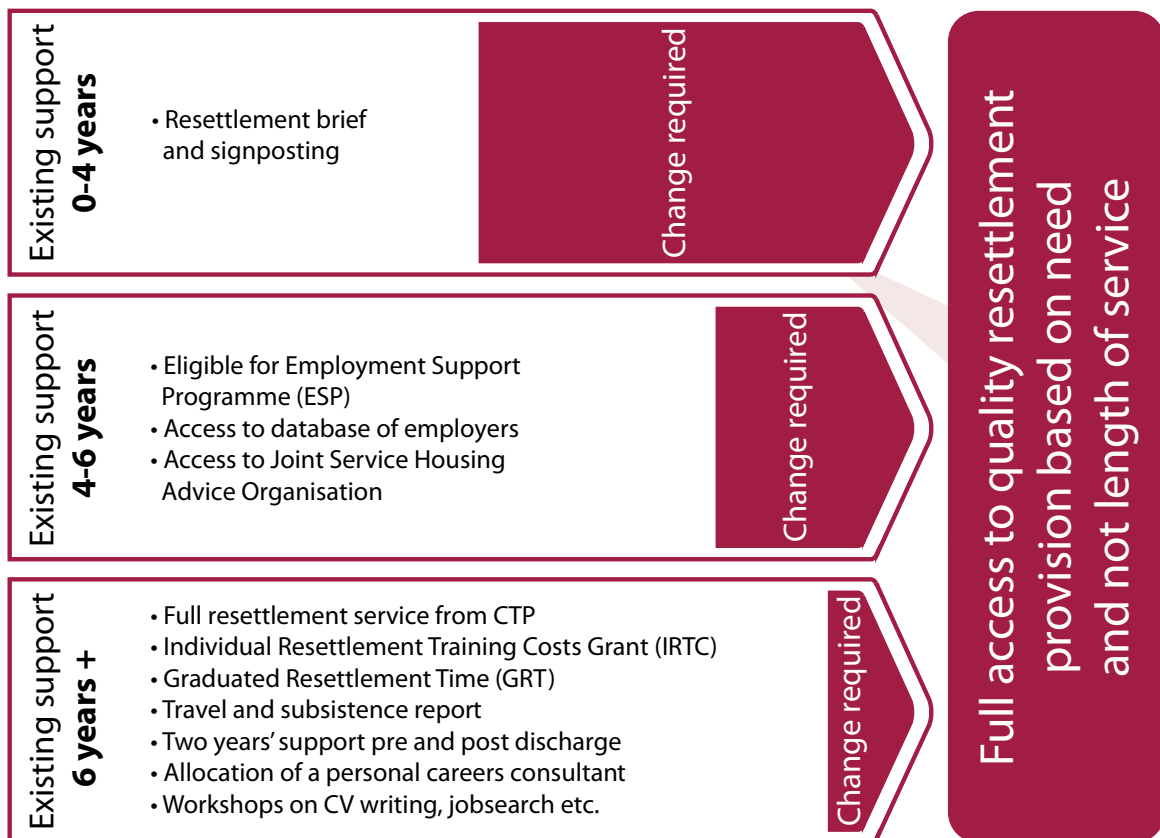 Existing support
0-4 years
• Resettlement brief
and signposting
Change required
Existing support
4-6 years
• Eligible for Employment Support
Programme (ESP)
• Access to database of employers
• Access to Joint Service Housing
Advice Organisation
Change required
Existing support
6 years +
• Full resettlement service from CTP
• Individual Resettlement Training Costs Grant (IRTC)
• Graduated Resettlement Time (GRT)
• Travel and subsistence report
• Two years' support pre and post discharge
• Allocation of a personal careers consultant
• Workshops on CV writing, jobsearch etc.
Change required
Full access to quality resettlement
provision based on need
and not length of service